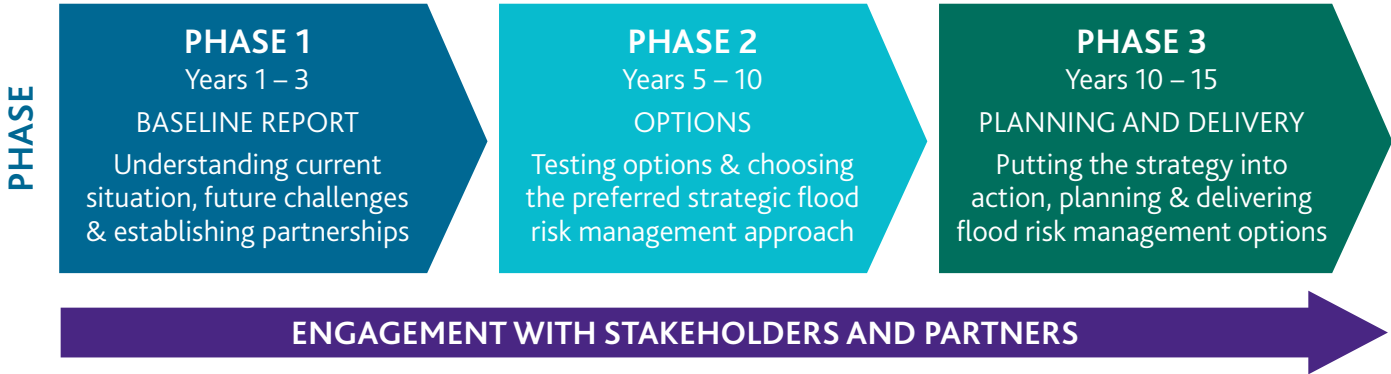 PHASE
PHASE 1
Years 1 – 3
BASELINE REPORT
Understanding current
situation, future challenges
& establishing partnerships
PHASE 2
Years 5 – 10
OPTIONS
Testing options & choosing
the preferred strategic flood
risk management approach
PHASE 3
Years 10 – 15
PLANNING AND DELIVERY
Putting the strategy into
action, planning & delivering
flood risk management options
ENGAGEMENT WITH STAKEHOLDERS AND PARTNERS